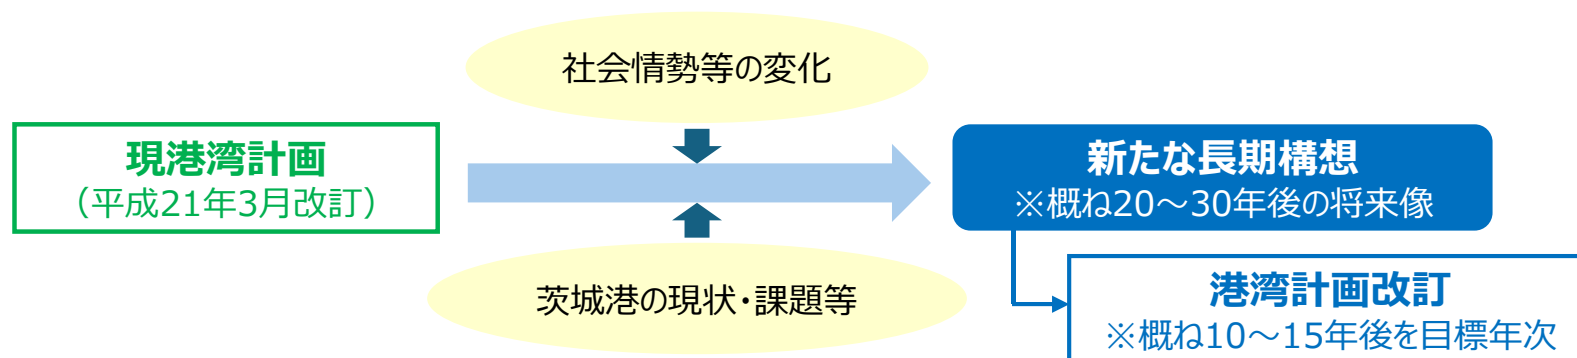 社会情勢等の変化
現港湾計画
（平成21年3月改訂）
新たな長期構想
※概ね20～30年後の将来像
茨城港の現状・課題等
港湾計画改訂
※概ね10～15年後を目標年次